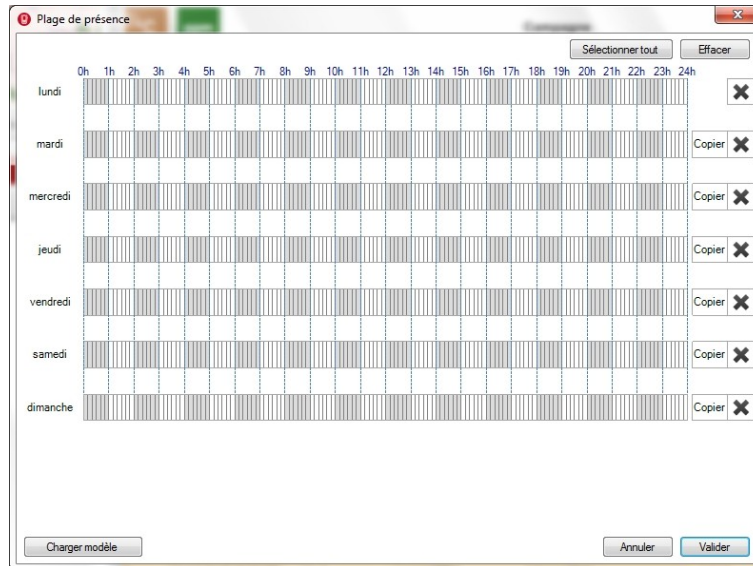 Plage de présence
Sélectionner tout Effacer
0h 1h 2h 3h 4h 5h 6h 7h 8h 9h 10h 11h 12h 13h 14h 15h 16h 17h 18h 19h 20h 21h 22h 23h 24h
lundi
mardi Copier
mercredi Copier
jeudi Copier
vendredi Copier
samedi Copier
dimanche Copier
Charger modèle Annuler Valider